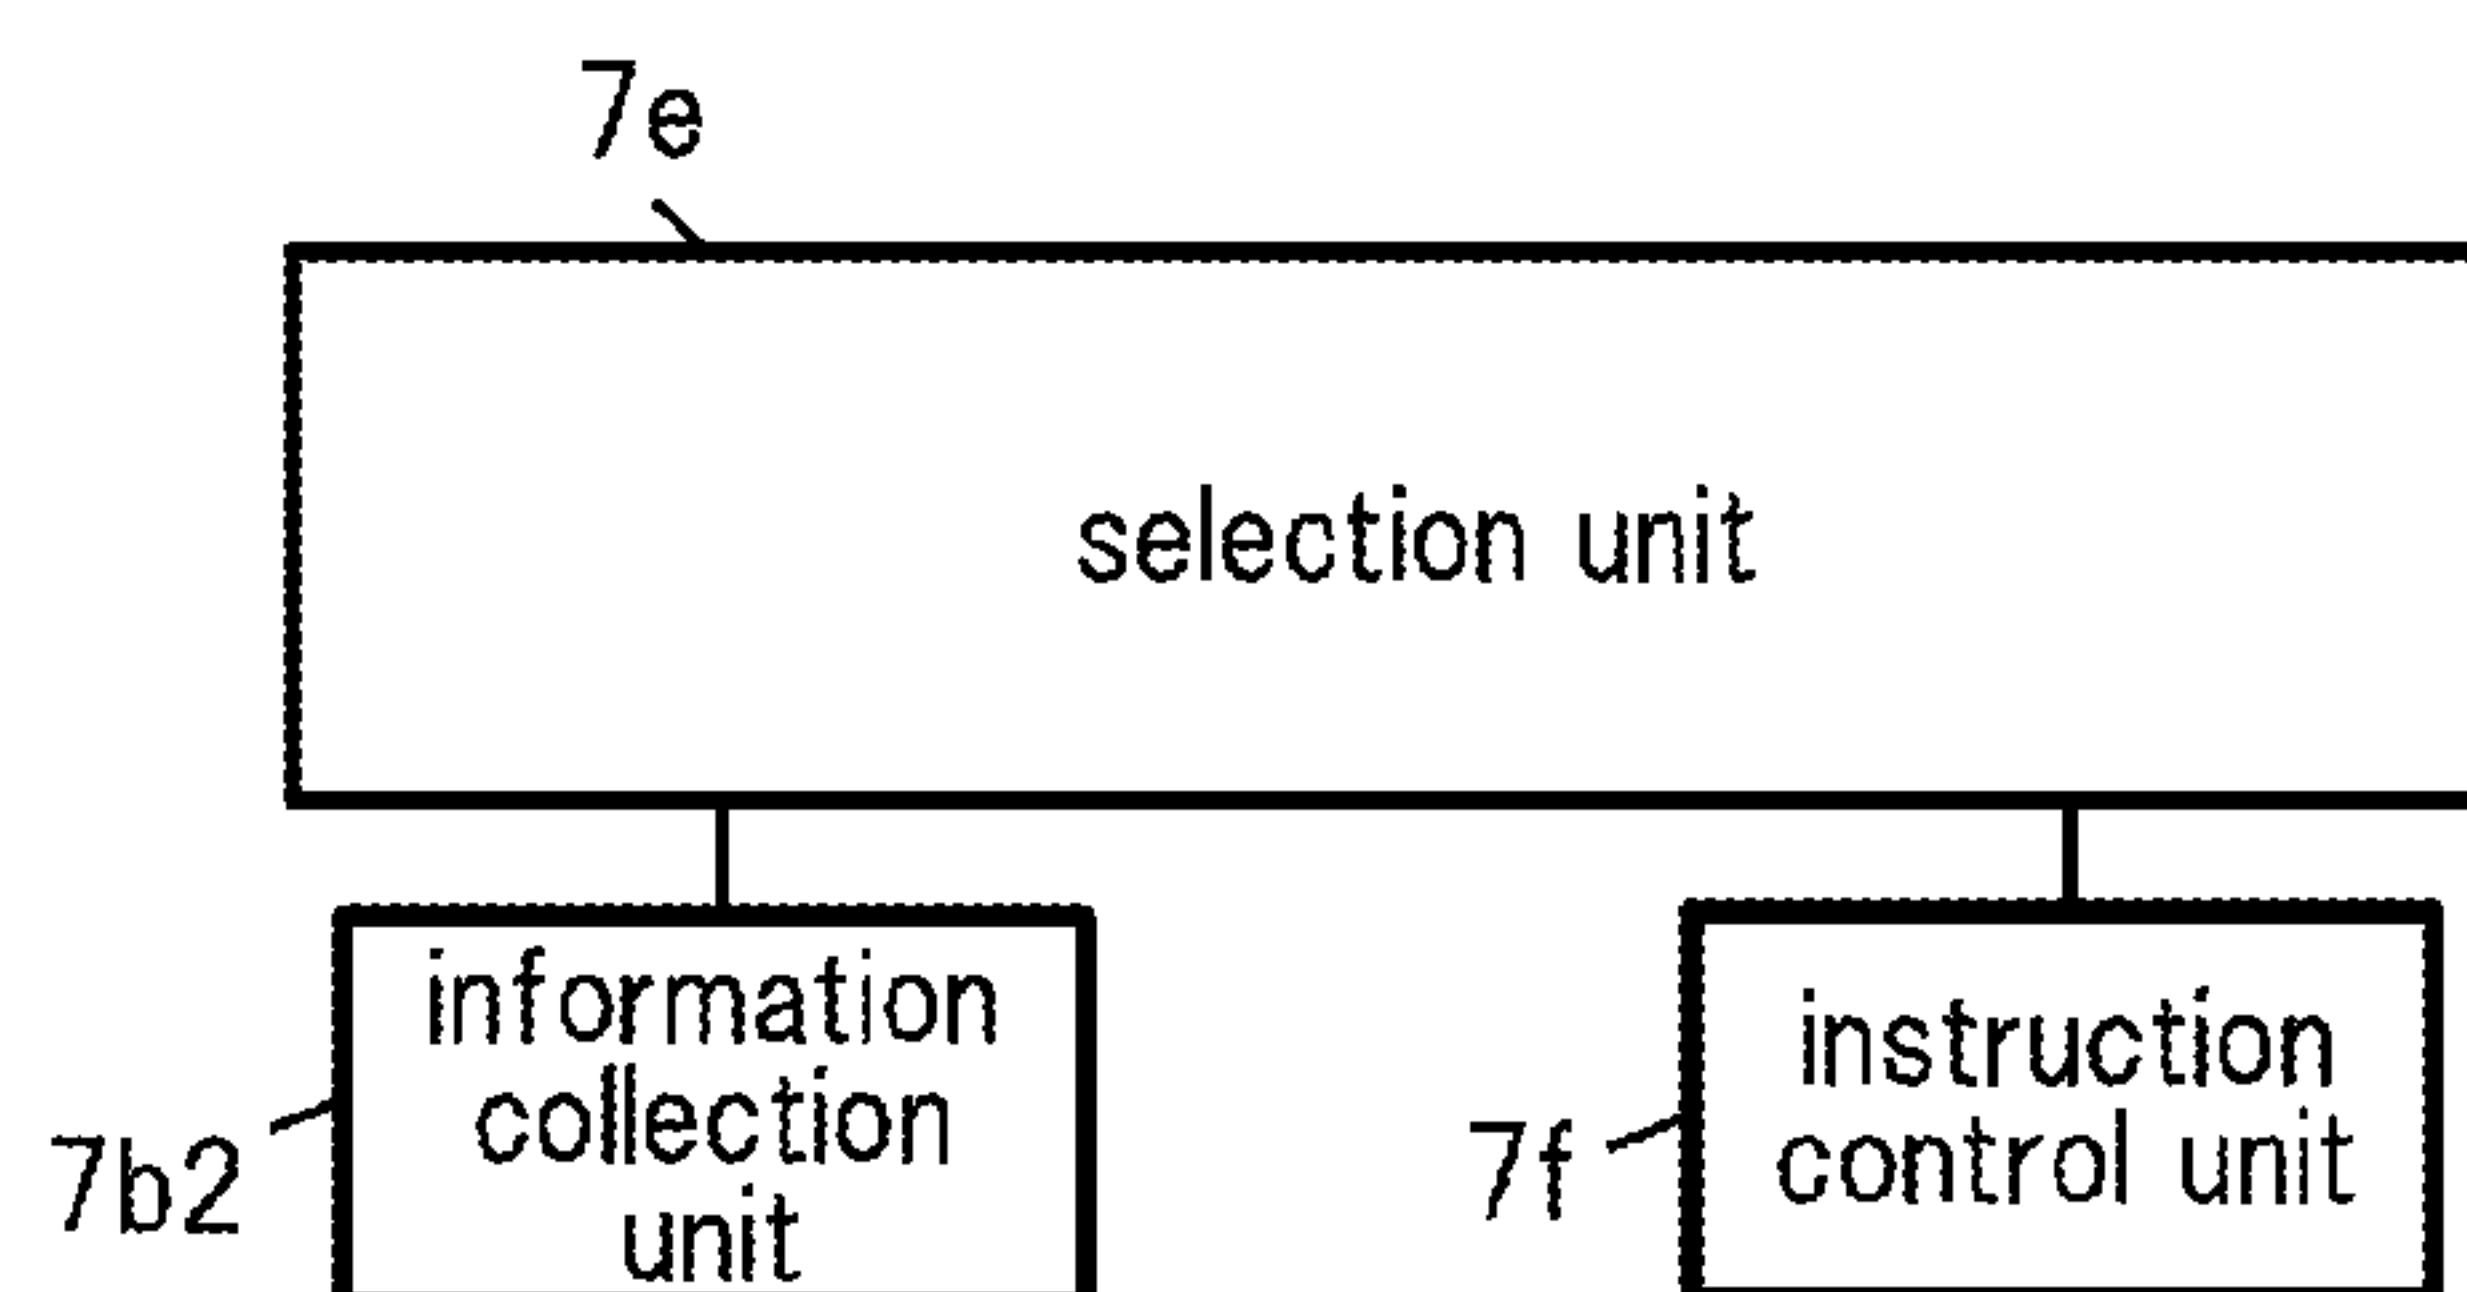 7e
selection unit
information
collection
unit
7b2
instruction
control unit
7f